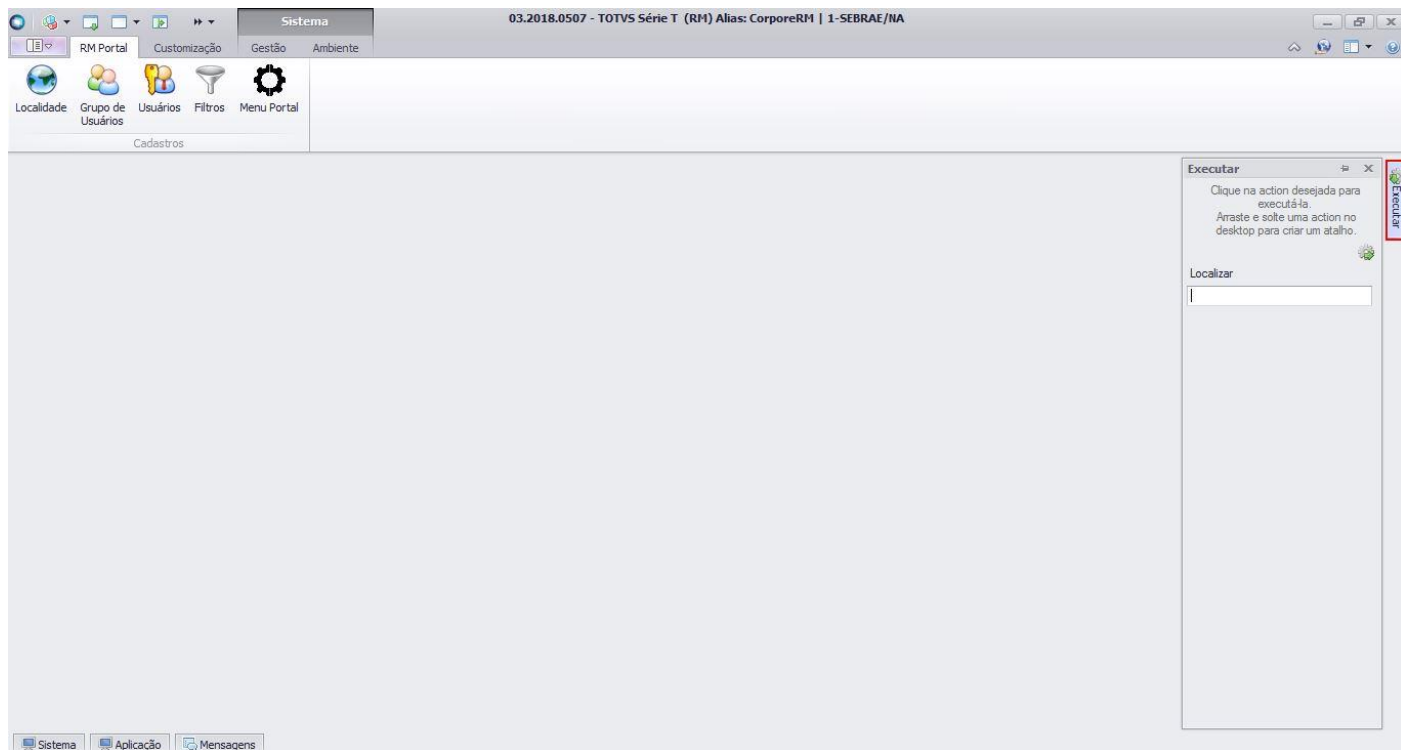 Sistema
03.2018.0507 - TOTVS Série T (RM) Alias: CorporeRM | 1-SEBRAE/NA
RM Portal
Customização
Gestão
Ambiente
Localidade
Grupo de
Usuários
Usuários
Filtros
Menu Portal
Cadastros
Executar
Clique na action desejada para
executá-la.
Arraste e solte uma action no
desktop para criar um atalho.
Localizar
Executar
Sistema
Aplicação
Mensagens